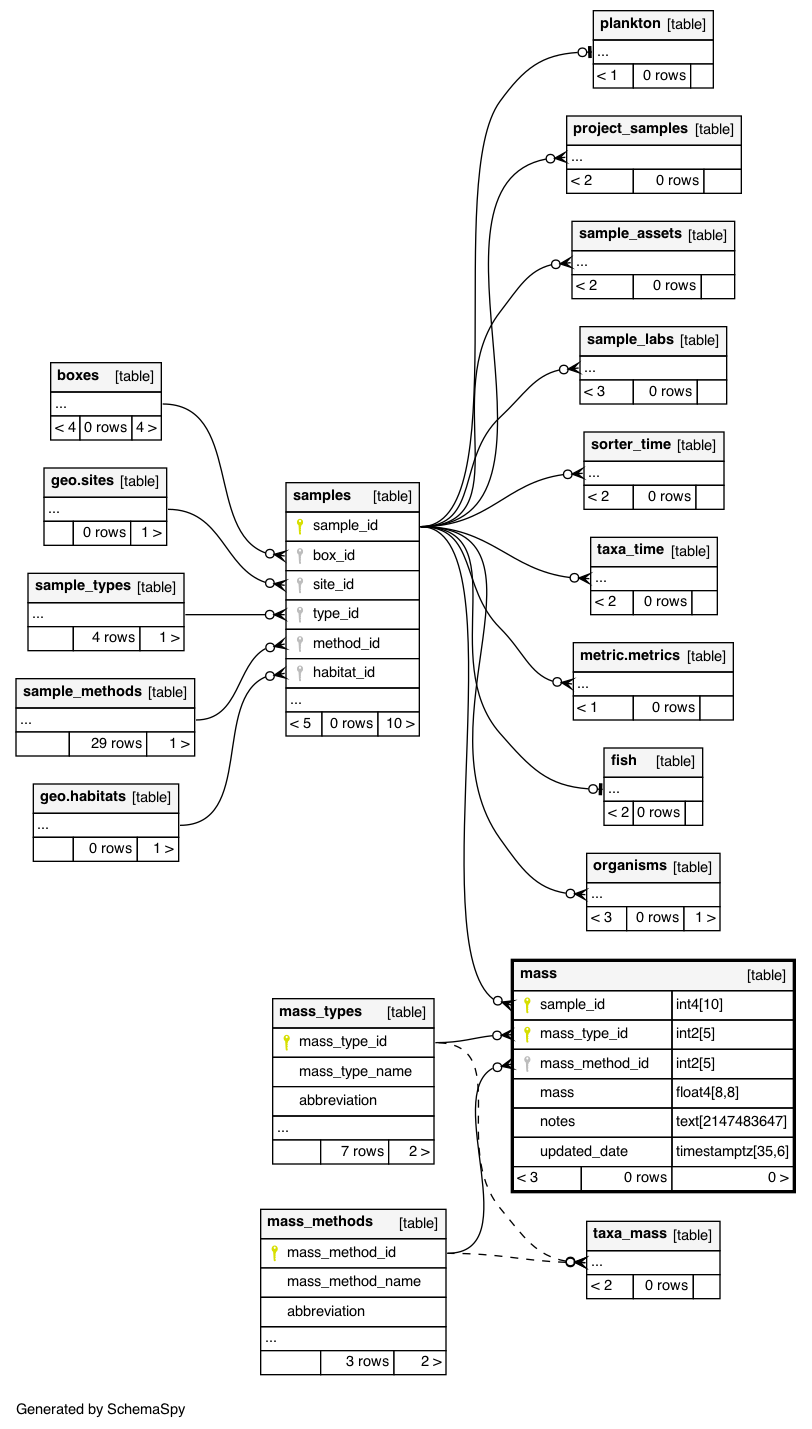 plankton [table]
...
< 1 0 rows
project_samples [table]
...
< 2 0 rows
sample_assets [table]
...
< 2 0 rows
sample_labs [table]
...
< 3 0 rows
sorter_time [table]
...
< 2 0 rows
taxa_time [table]
...
< 2 0 rows
metric.metrics [table]
...
< 1 0 rows
fish [table]
...
< 2 0 rows
organisms [table]
...
< 3 0 rows 1 >
boxes [table]
...
< 4 0 rows 4 >
geo.sites [table]
...
0 rows 1 >
sample_types [table]
...
4 rows 1 >
sample_methods [table]
...
29 rows 1 >
geo.habitats [table]
...
0 rows 1 >
samples [table]
sample_id
box_id
site_id
type_id
method_id
habitat_id
...
< 5 0 rows 10 >
mass [table]
sample_id int4[10]
mass_type_id int2[5]
mass_method_id int2[5]
mass float4[8,8]
notes text[2147483647]
updated_date timestamptz[35,6]
< 3 0 rows 0 >
mass_types [table]
mass_type_id
mass_type_name
abbreviation
...
7 rows 2 >
mass_methods [table]
mass_method_id
mass_method_name
abbreviation
...
3 rows 2 >
taxa_mass [table]
...
< 2 0 rows
Generated by SchemaSpy